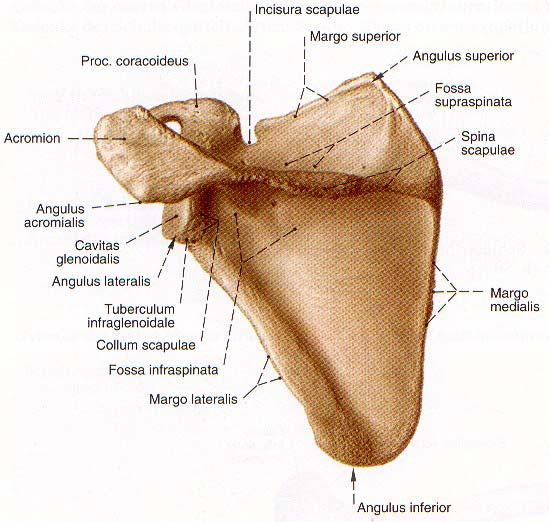 Incisura scapulae
Margo superior
Angulus superior
Proc. coracoideus
Fossa
supraspinata
Acromion
Spina
scapulae
Angulus
acromialis
Cavitas
glenoidalis
Angulus lateralis
Tuberculum
infraglenoidale
Margo
medialis
Collum scapulae
Fossa infraspinata
Margo lateralis
Angulus inferior